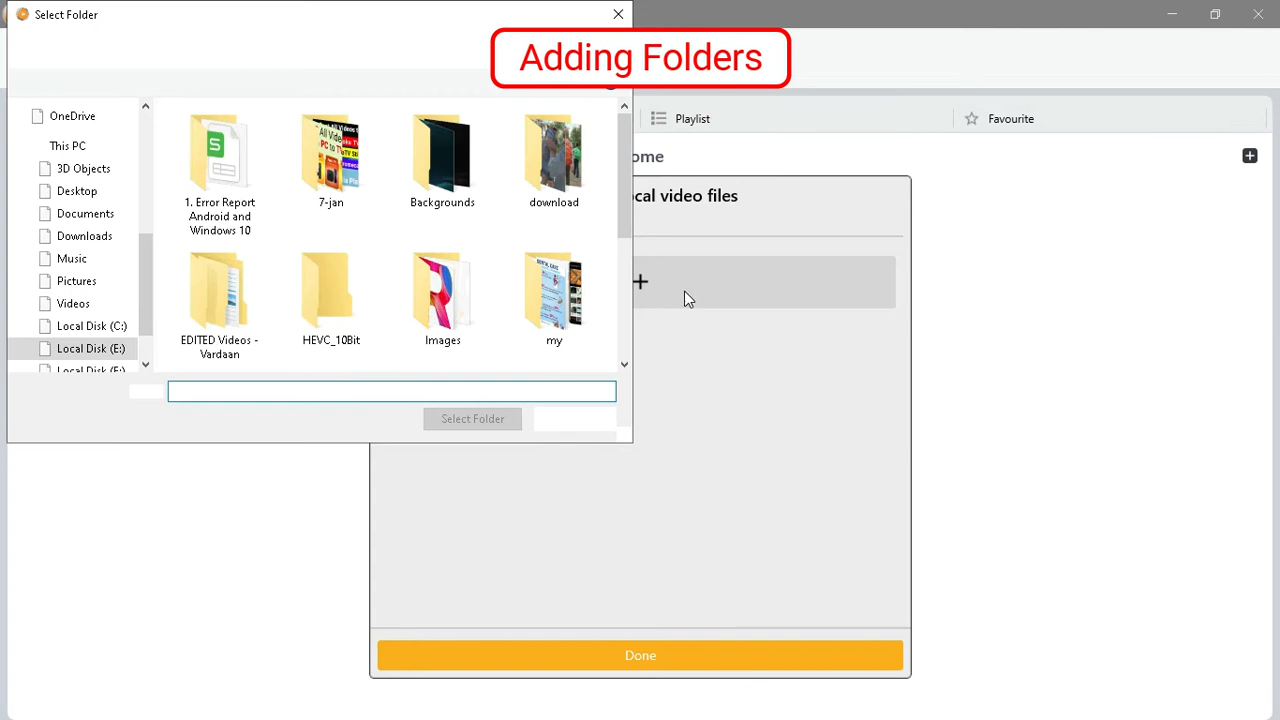 Select Folder
Adding Folders
OneDrive
This PC
3D Objects
Desktop
Documents
Downloads
Music
Pictures
Videos
Local Disk (C:)
Local Disk (E:)
Local Disk (F:)
1. Error Report
Android and
Windows 10
7-jan
Backgrounds
download
EDITED Videos -
Vardaan
HEVC_10Bit
Images
my
Select Folder
Playlist
Favourite
ome
cal video files
Done